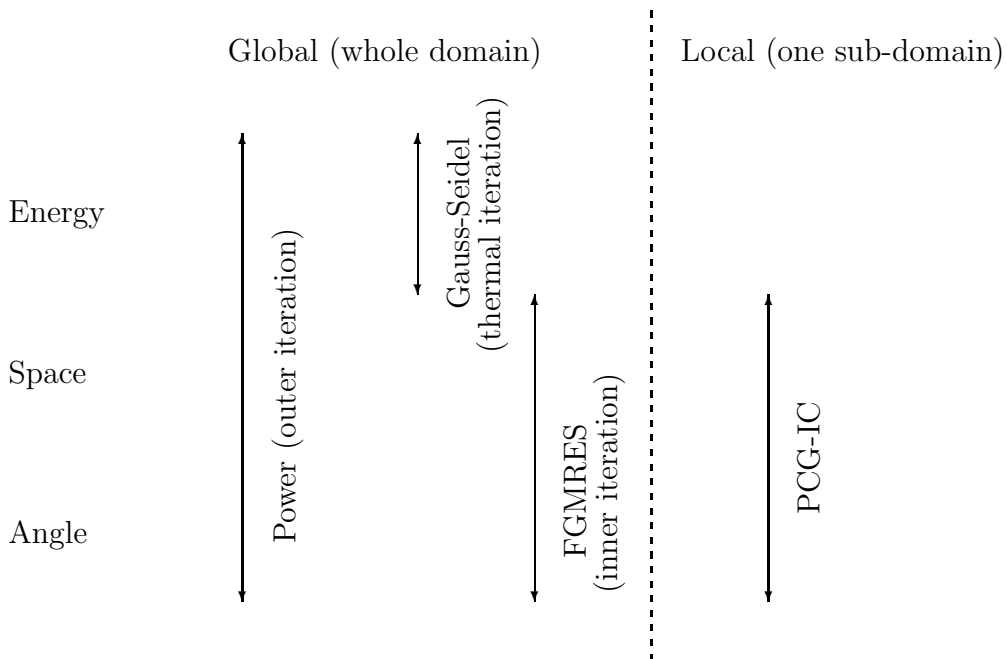 Global (whole domain)
Local (one sub-domain)
Energy
Space
Angle
Power (outer iteration)
Gauss-Seidel
(thermal iteration)
FGMRES
(inner iteration)
PCG-IC